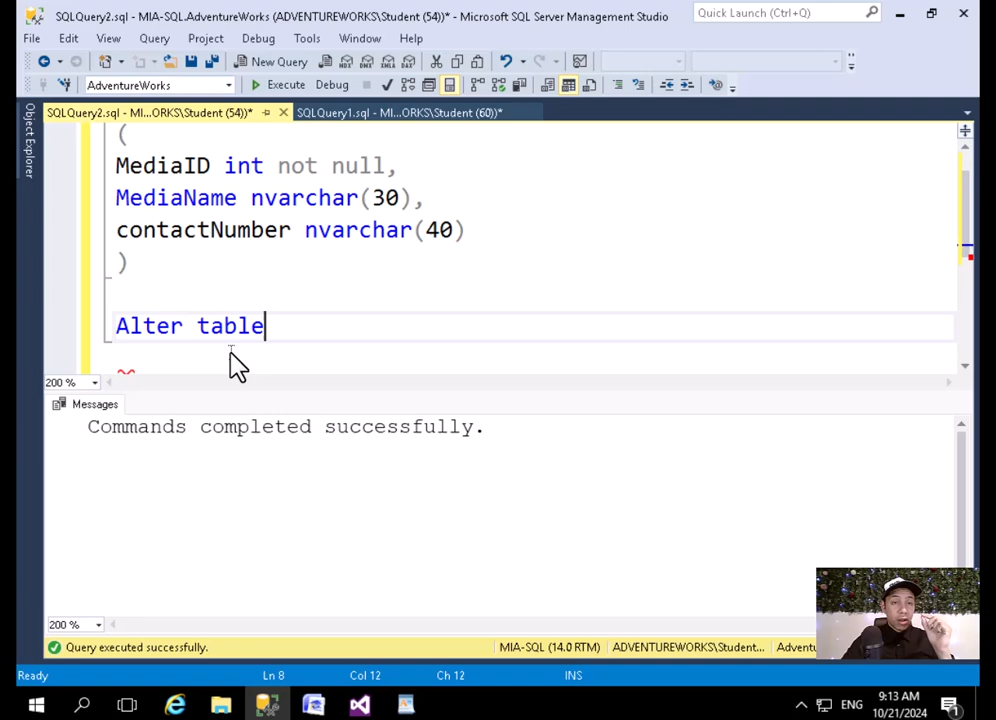 SQLQuery2.sql - MIA-SQL.AdventureWorks (ADVENTUREWORKS\Student (54))* - Microsoft SQL Server Management Studio
Quick Launch (Ctrl+Q)
File Edit View Query Project Debug Tools Window Help
New Query
AdventureWorks Execute Debug
SQLQuery2.sql - MI...ORKS\Student (54))* SQLQuery1.sql - MI...ORKS\Student (60))*
Object Explorer
(
MediaID int not null,
MediaName nvarchar(30),
contactNumber nvarchar(40)
)
Alter table
200 %
Messages
Commands completed successfully.
200 %
Query executed successfully. MIA-SQL (14.0 RTM) ADVENTUREWORKS\Student... Adventu
Ready Ln 8 Col 12 Ch 12 INS
ENG 9:13 AM
10/21/2024
1